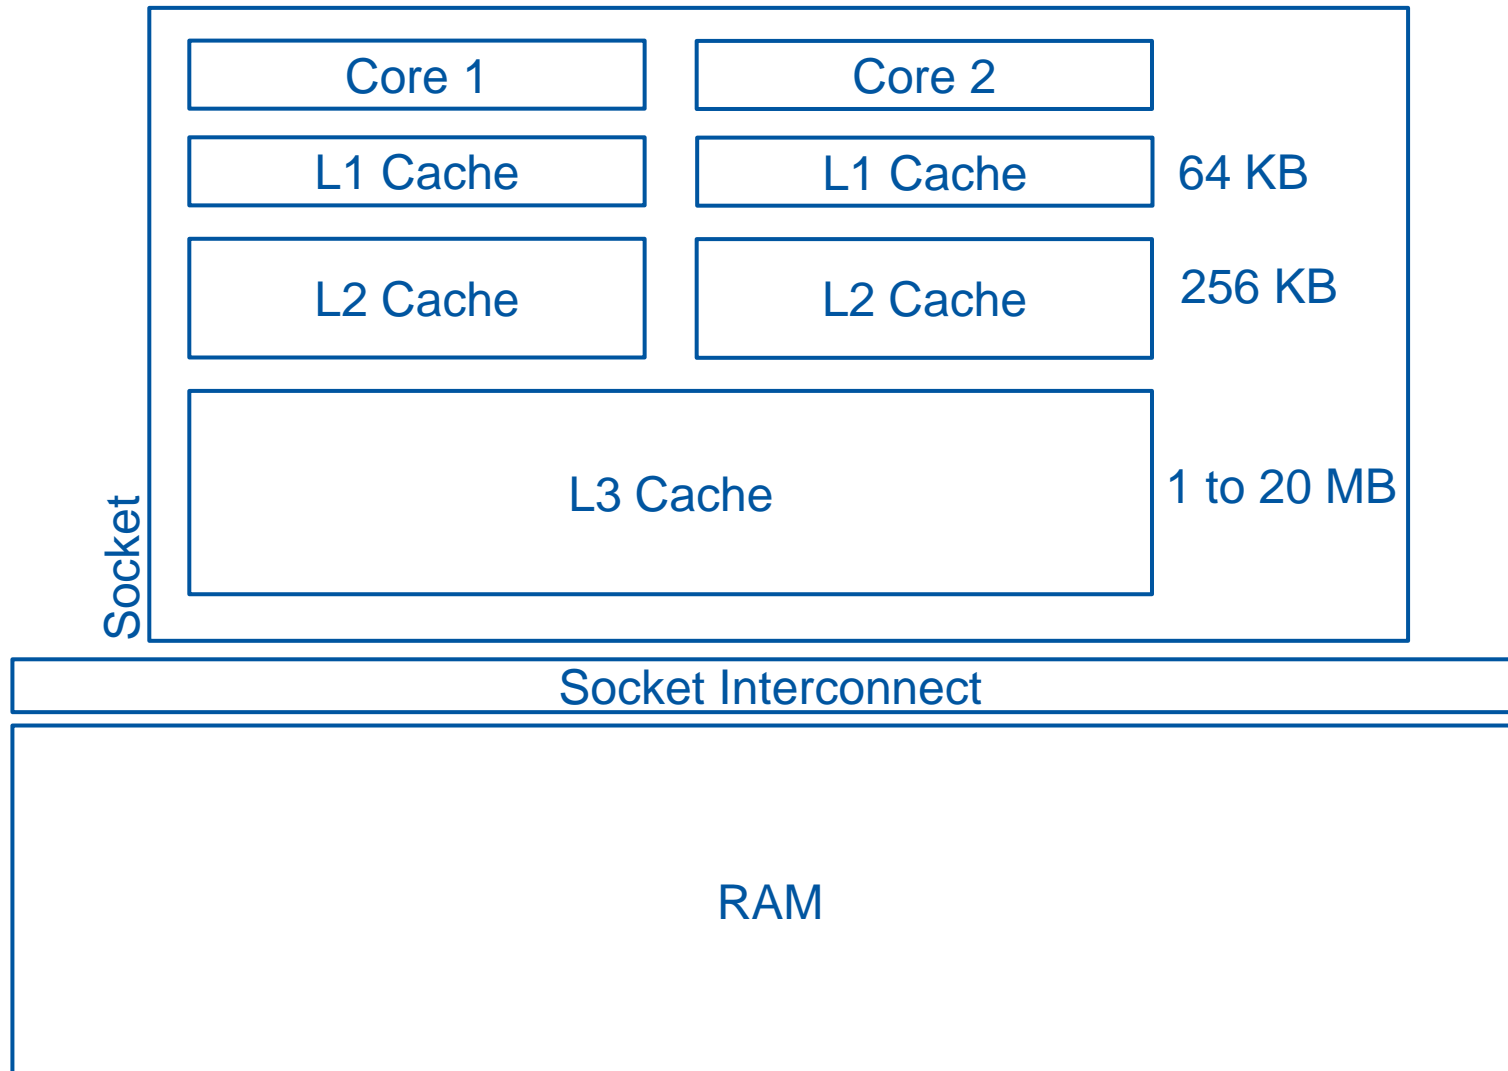 Core 1
Core 2
L1 Cache
L1 Cache
64 KB
L2 Cache
L2 Cache
256 KB
L3 Cache
1 to 20 MB
Socket
Socket Interconnect
RAM